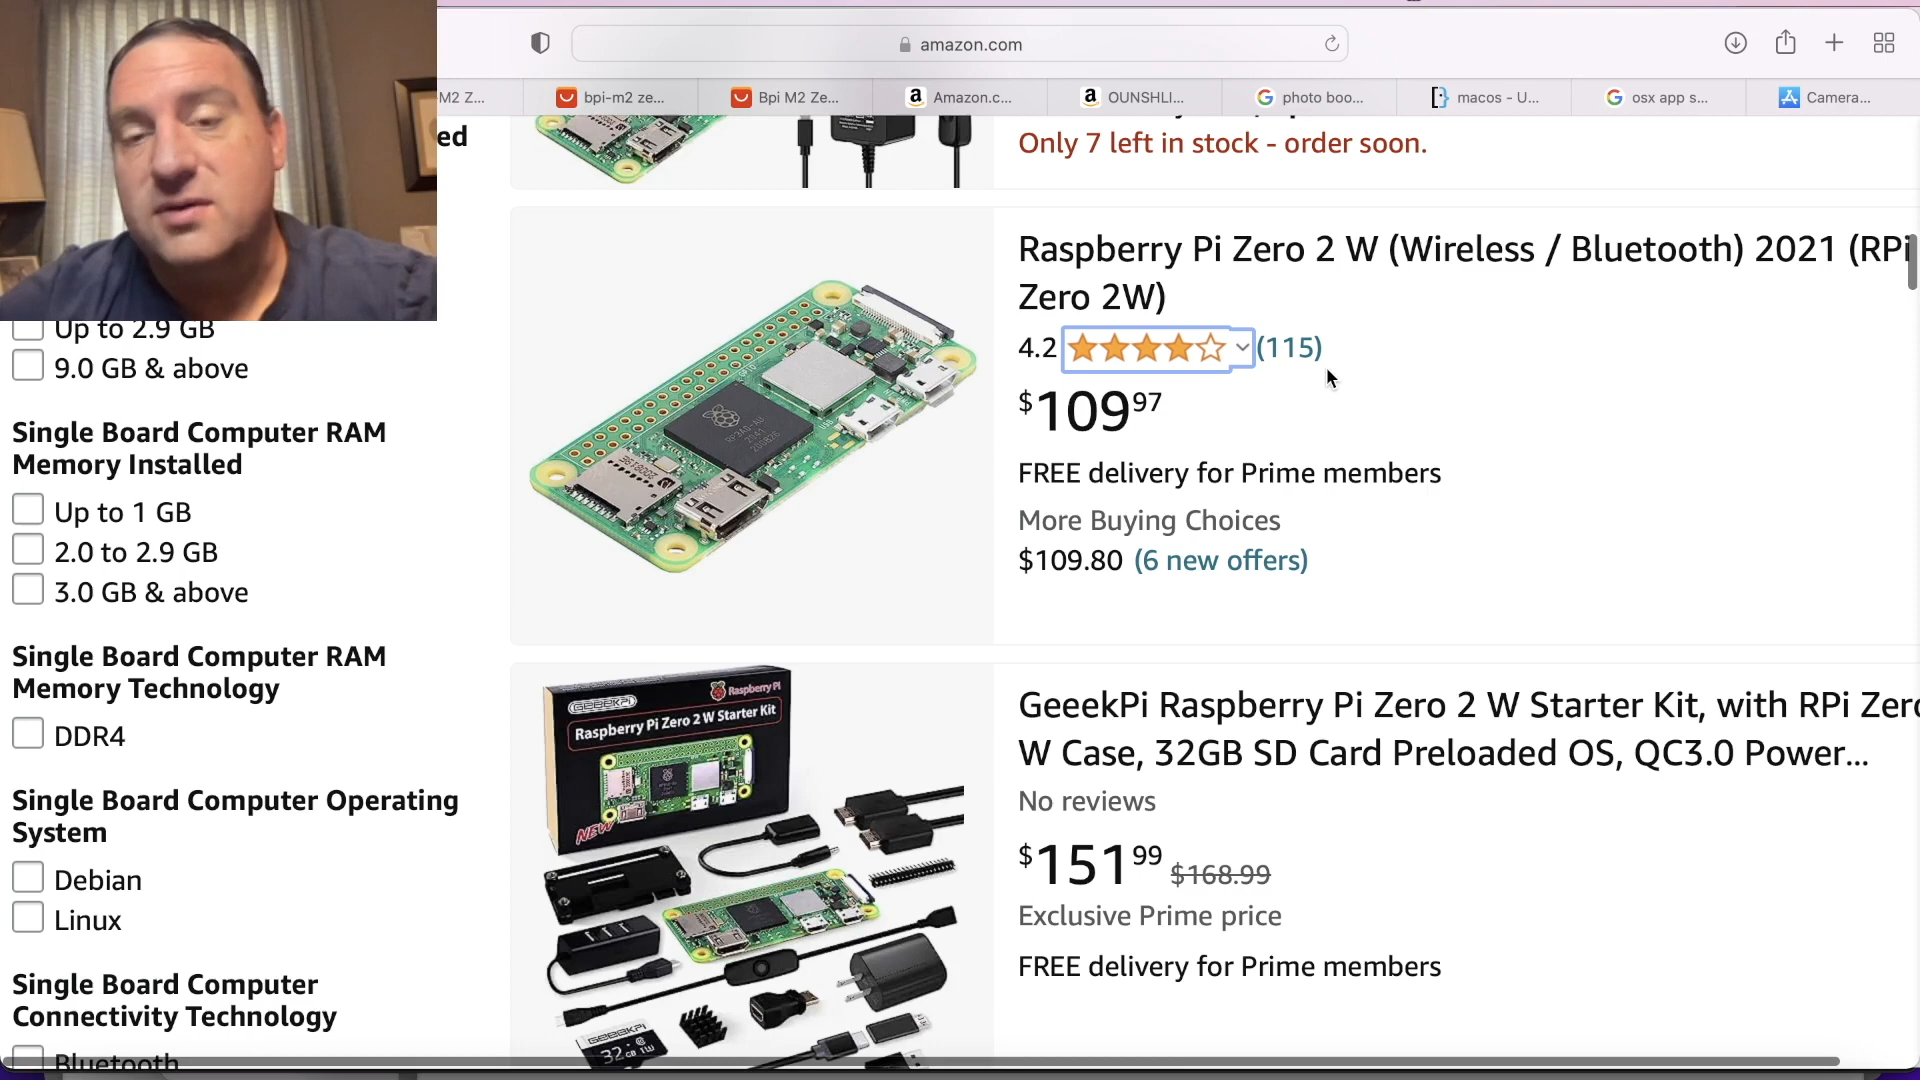 amazon.com
M2 Z...
bpi-m2 ze...
Bpi M2 Ze...
Amazon.c...
OUNSHLI...
photo boo...
macos - U...
osx app s...
Camera...
ed
Up to 2.9 GB
9.0 GB & above
Single Board Computer RAM
Memory Installed
Up to 1 GB
2.0 to 2.9 GB
3.0 GB & above
Single Board Computer RAM
Memory Technology
DDR4
Single Board Computer Operating
System
Debian
Linux
Single Board Computer
Connectivity Technology
Bluetooth
Only 7 left in stock - order soon.
Raspberry Pi Zero 2 W (Wireless / Bluetooth) 2021 (RPi
Zero 2W)
4.2 (115)
$109.97
FREE delivery for Prime members
More Buying Choices
$109.80 (6 new offers)
GeeekPi
Raspberry Pi
Raspberry Pi Zero 2 W Starter Kit
NEW
GeeekPi
32GB
GeeekPi Raspberry Pi Zero 2 W Starter Kit, with RPi Zero
W Case, 32GB SD Card Preloaded OS, QC3.0 Power...
No reviews
$151.99 $168.99
Exclusive Prime price
FREE delivery for Prime members